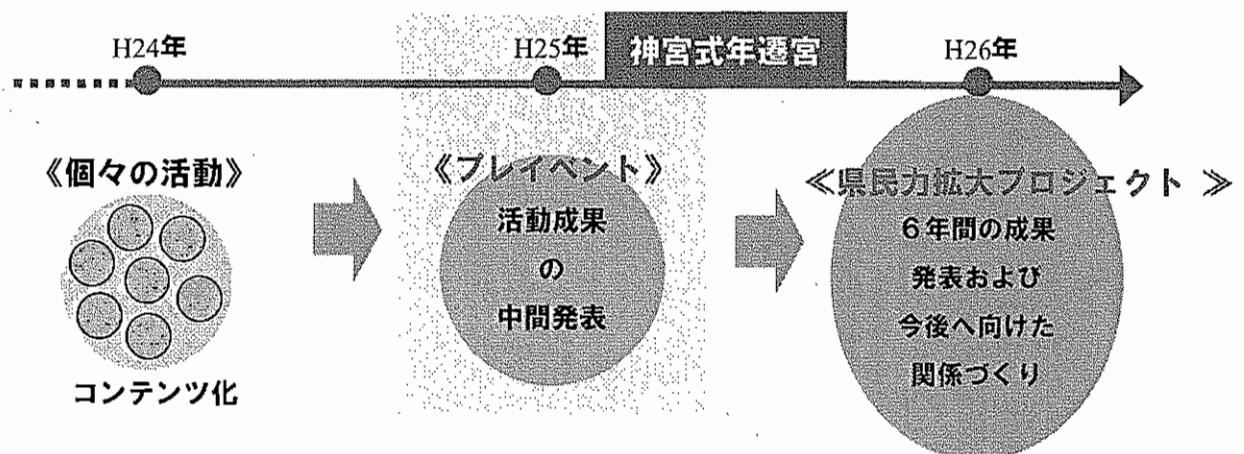 H24年
H25年
神宮式年遷宮
H26年
《個々の活動》
コンテンツ化
《プレイベント》
活動成果
の
中間発表
≪県民力拡大プロジェクト ≫
6年間の成果
発表および
今後へ向けた
関係づくり